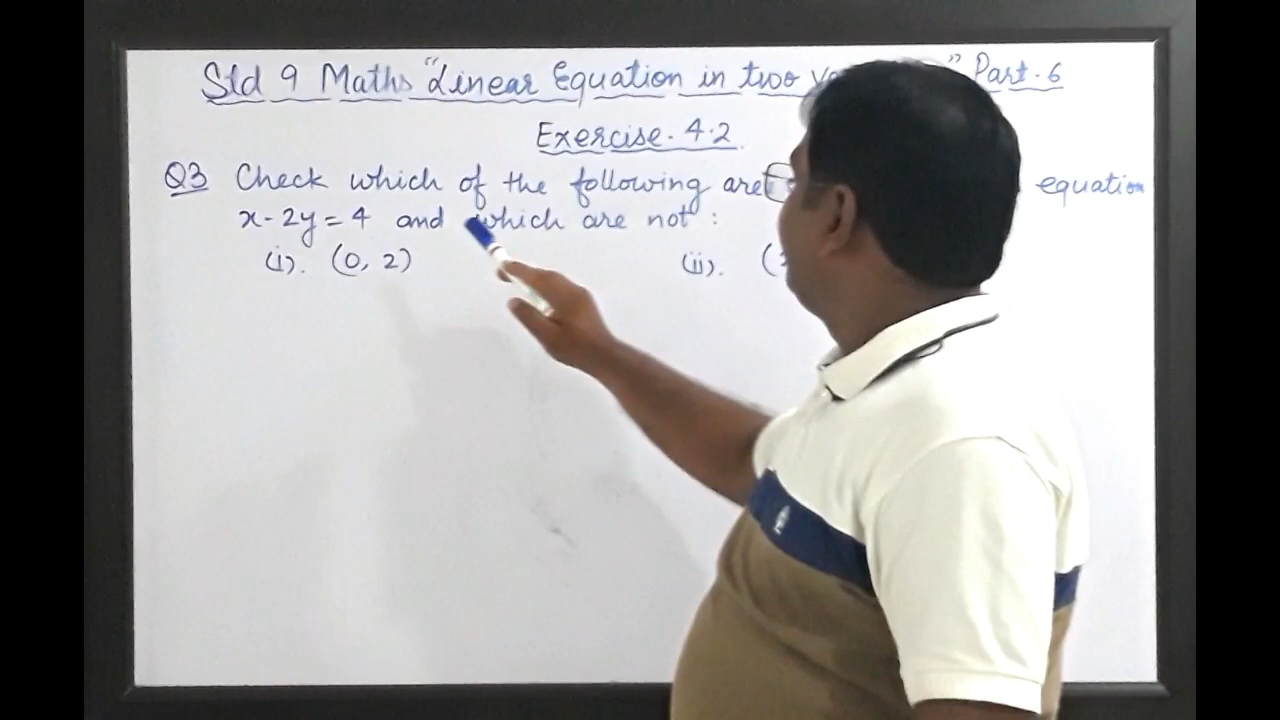 Std 9 Maths "Linear Equation in two " Part-6
Exercise-4.2
Q3 Check which of the following are equation
x-2y=4 and which are not :
(i). (0, 2) (ii). (